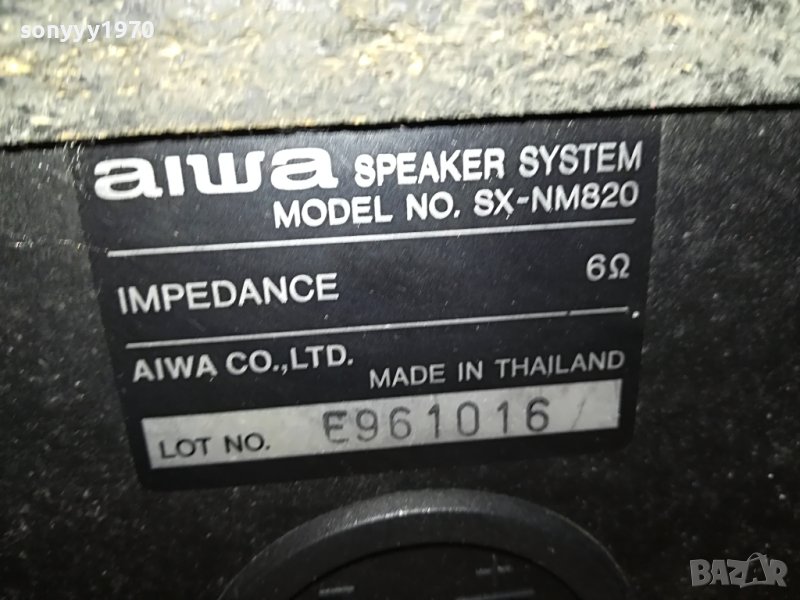 sonyyy1970
aiwa SPEAKER SYSTEM
MODEL NO. SX-NM820
IMPEDANCE 6Ω
AIWA CO.,LTD. MADE IN THAILAND
LOT NO. E961016
BAZAR